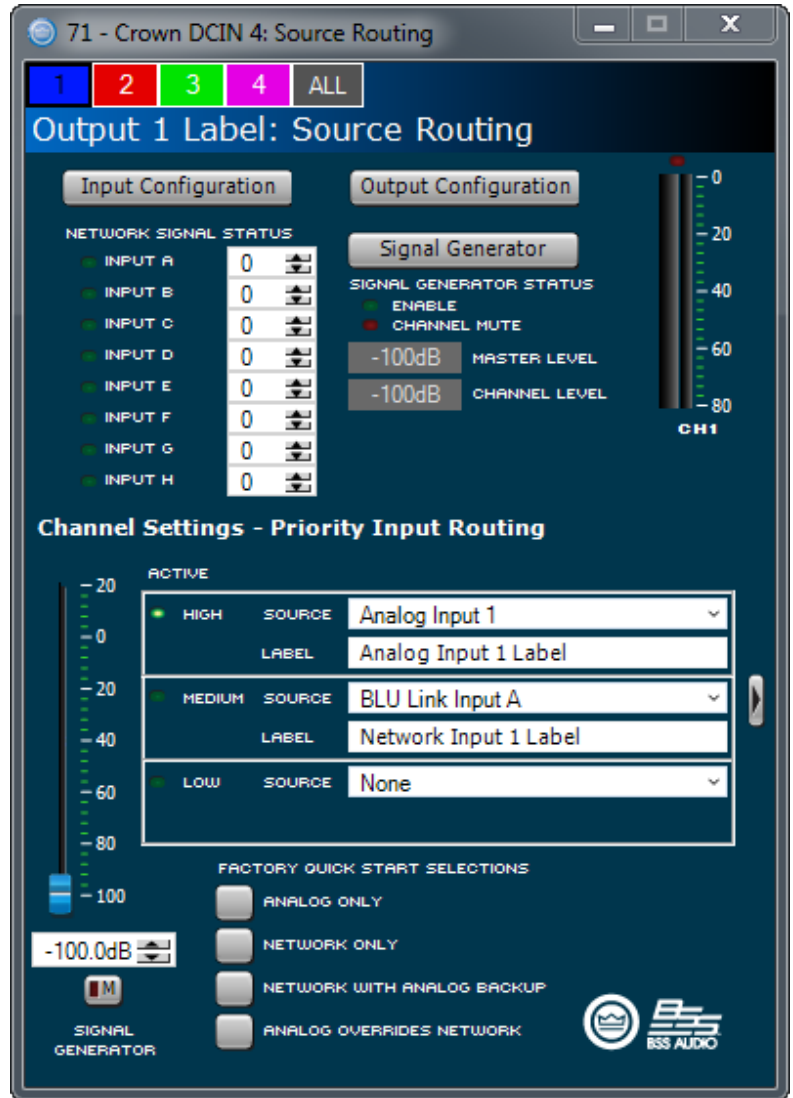 71 - Crown DCIN 4: Source Routing
1 2 3 4 ALL
Output 1 Label: Source Routing
Input Configuration
Output Configuration
NETWORK SIGNAL STATUS
INPUT A 0
INPUT B 0
INPUT C 0
INPUT D 0
INPUT E 0
INPUT F 0
INPUT G 0
INPUT H 0
Signal Generator
SIGNAL GENERATOR STATUS
ENABLE
CHANNEL MUTE
-100dB MASTER LEVEL
-100dB CHANNEL LEVEL
0
20
40
60
80
CH1
Channel Settings - Priority Input Routing
20
0
20
40
60
80
100
-100.0dB
M
SIGNAL
GENERATOR
ACTIVE
HIGH SOURCE Analog Input 1
LABEL Analog Input 1 Label
MEDIUM SOURCE BLU Link Input A
LABEL Network Input 1 Label
LOW SOURCE None
FACTORY QUICK START SELECTIONS
ANALOG ONLY
NETWORK ONLY
NETWORK WITH ANALOG BACKUP
ANALOG OVERRIDES NETWORK
BSS
BSS AUDIO